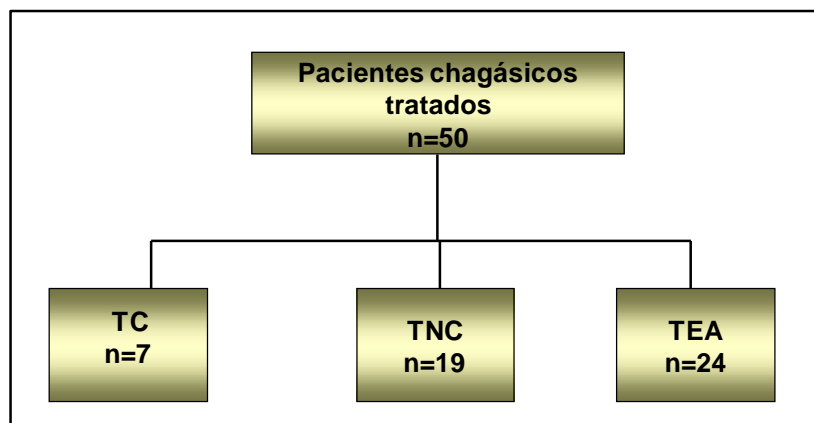 Pacientes chagásicos
tratados
n=50
TC
n=7
TNC
n=19
TEA
n=24